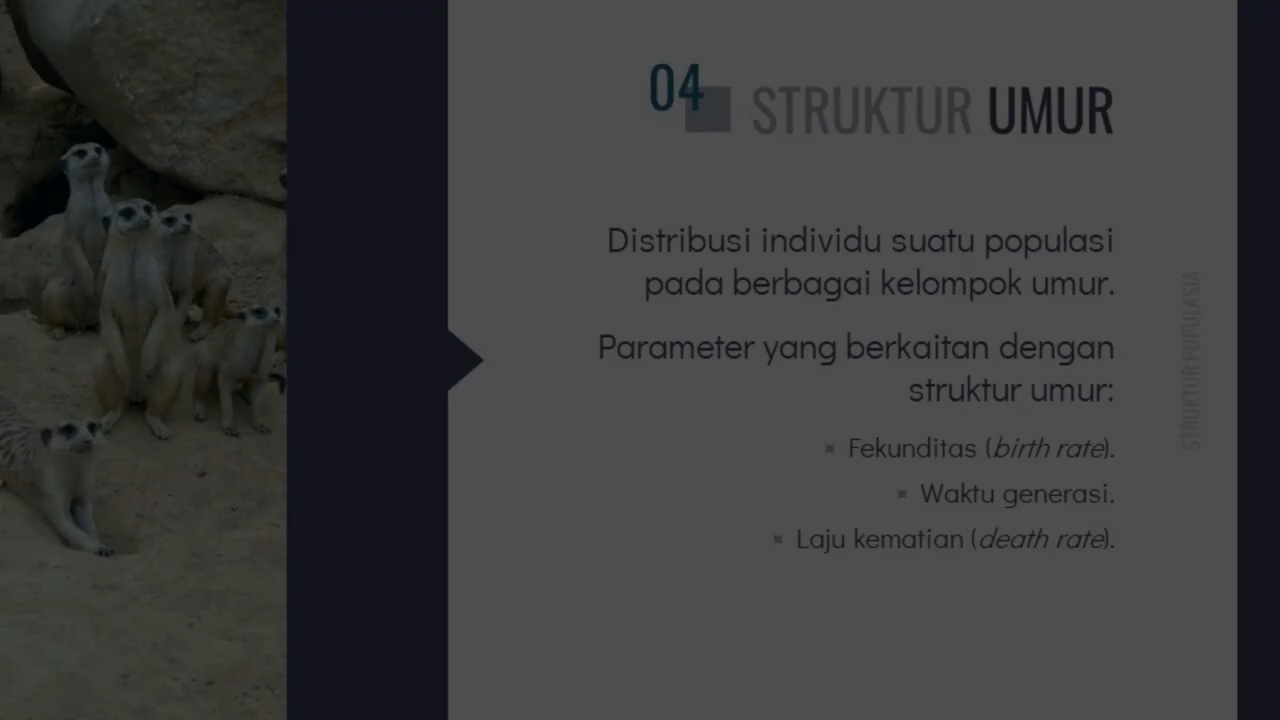 04
STRUKTUR UMUR
Distribusi individu suatu populasi
pada berbagai kelompok umur.
Parameter yang berkaitan dengan
struktur umur:
Fekunditas (birth rate).
Waktu generasi.
Laju kematian (death rate).
STRUKTUR POPULASIA